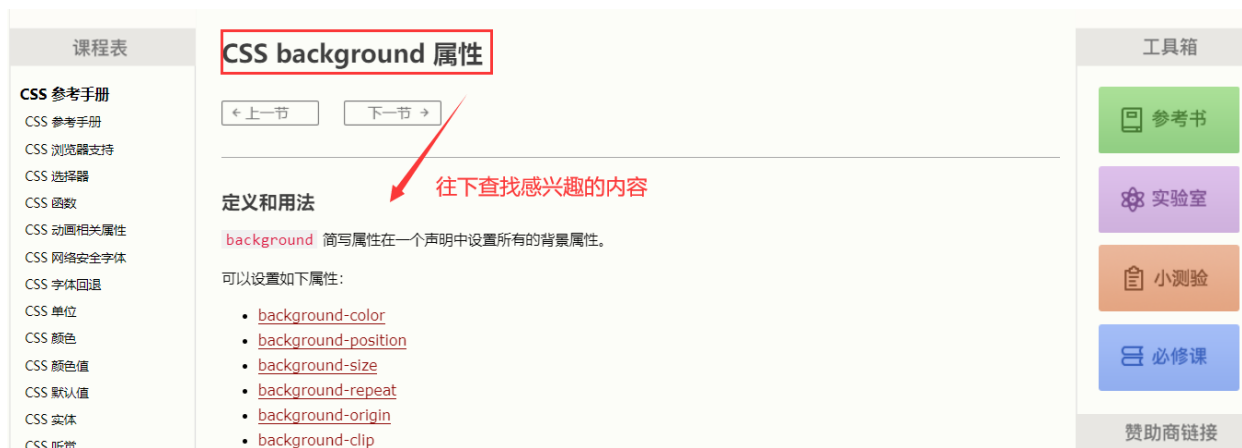 课程表
CSS 参考手册
CSS 参考手册
CSS 浏览器支持
CSS 选择器
CSS 函数
CSS 动画相关属性
CSS 网络安全字体
CSS 字体回退
CSS 单位
CSS 颜色
CSS 颜色值
CSS 默认值
CSS 实体
CSS 听觉
CSS background 属性
← 上一节
下一节 →
往下查找感兴趣的内容
定义和用法
background 简写属性在一个声明中设置所有的背景属性。
可以设置如下属性：
• background-color
• background-position
• background-size
• background-repeat
• background-origin
• background-clip
工具箱
参考书
实验室
小测验
必修课
赞助商链接